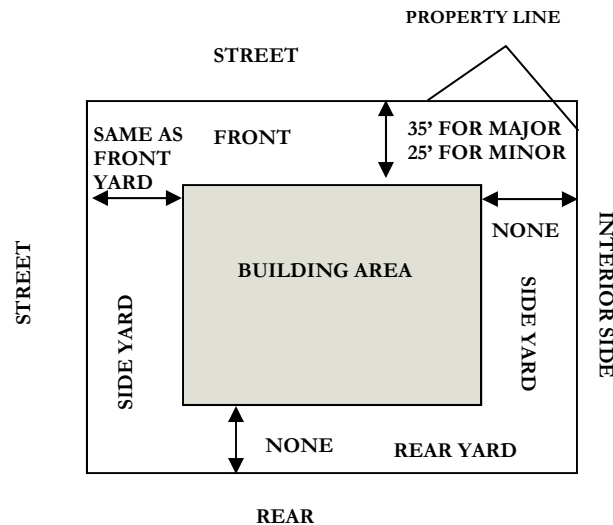 PROPERTY LINE
STREET
SAME AS
FRONT
YARD
FRONT
35’ FOR MAJOR
25’ FOR MINOR
NONE
STREET
BUILDING AREA
SIDE YARD
SIDE YARD
INTERIOR SIDE
NONE
REAR YARD
REAR